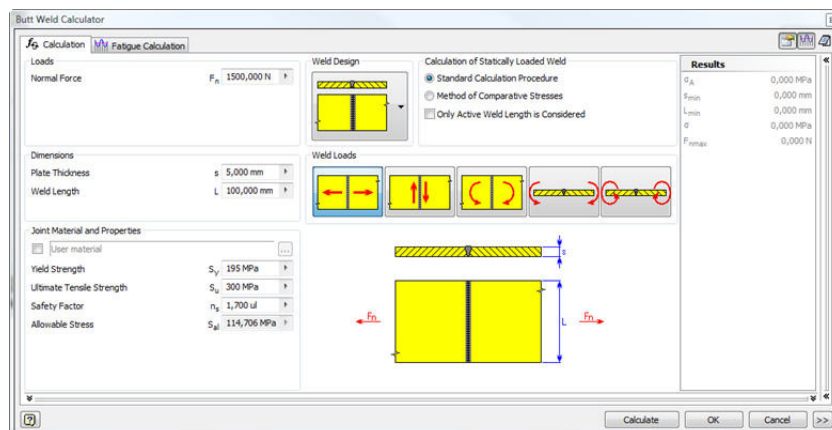 Butt Weld Calculator
Calculation
Fatigue Calculation
Loads
Normal Force Fn 1500,000 N
Dimensions
Plate Thickness s 5,000 mm
Weld Length L 100,000 mm
Joint Material and Properties
User material ...
Yield Strength Sy 195 MPa
Ultimate Tensile Strength Su 300 MPa
Safety Factor ns 1,700 ul
Allowable Stress Sal 114,706 MPa
Weld Design
Calculation of Statically Loaded Weld
Standard Calculation Procedure
Method of Comparative Stresses
Only Active Weld Length is Considered
Weld Loads
s
Fn L Fn
Results
σA 0,000 MPa
smin 0,000 mm
Lmin 0,000 mm
σ 0,000 MPa
Fnmax 0,000 N
Calculate OK Cancel >>